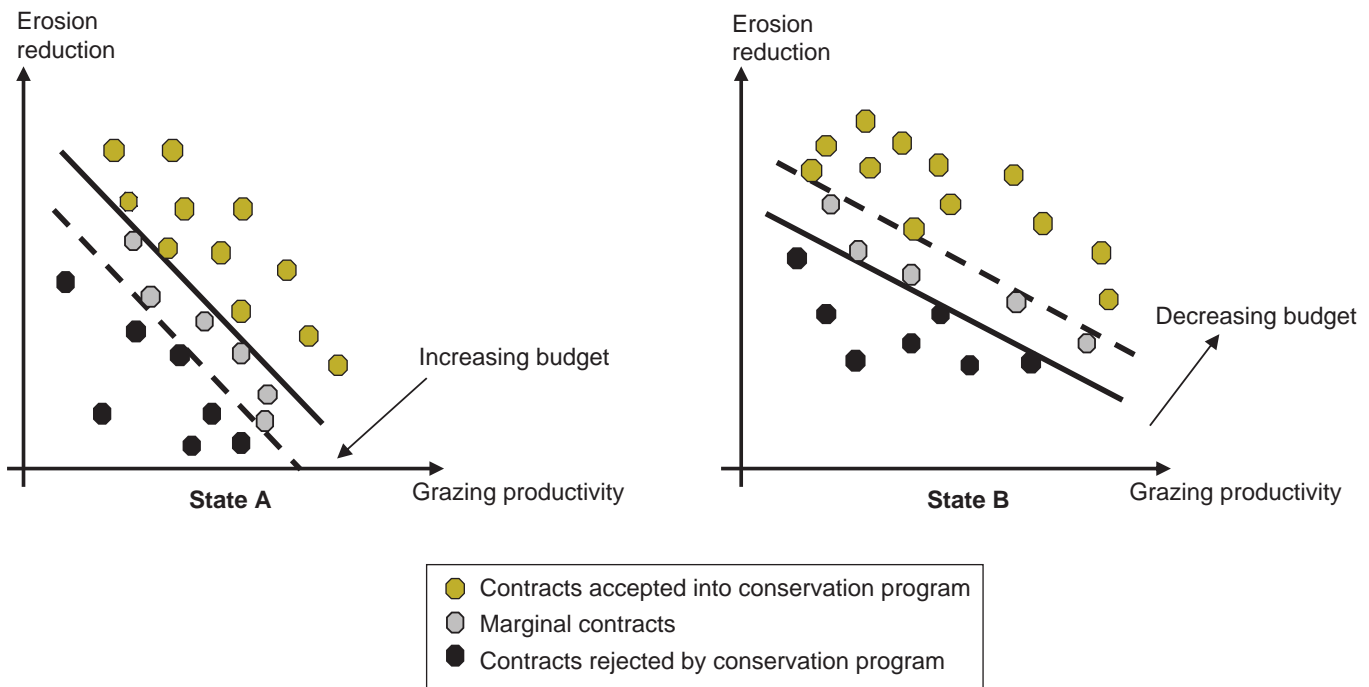 Erosion
reduction
Increasing budget
Grazing productivity
State A
Erosion
reduction
Decreasing budget
Grazing productivity
State B
Contracts accepted into conservation program
Marginal contracts
Contracts rejected by conservation program